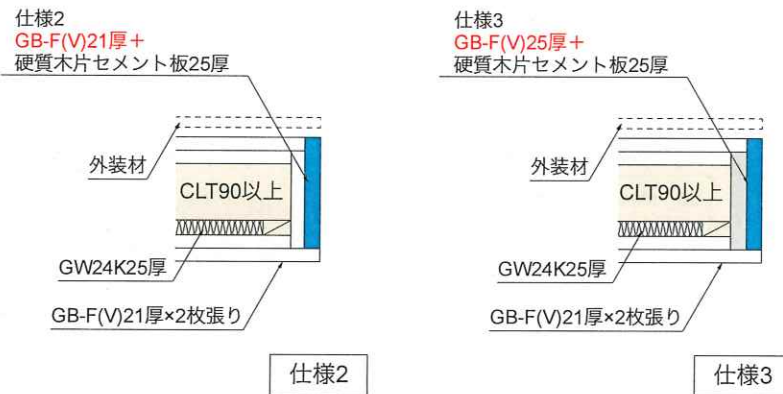 仕様2
GB-F(V)21厚＋
硬質木片セメント板25厚
外装材
CLT90以上
GW24K25厚
GB-F(V)21厚×2枚張り
仕様2
仕様3
GB-F(V)25厚＋
硬質木片セメント板25厚
外装材
CLT90以上
GW24K25厚
GB-F(V)21厚×2枚張り
仕様3